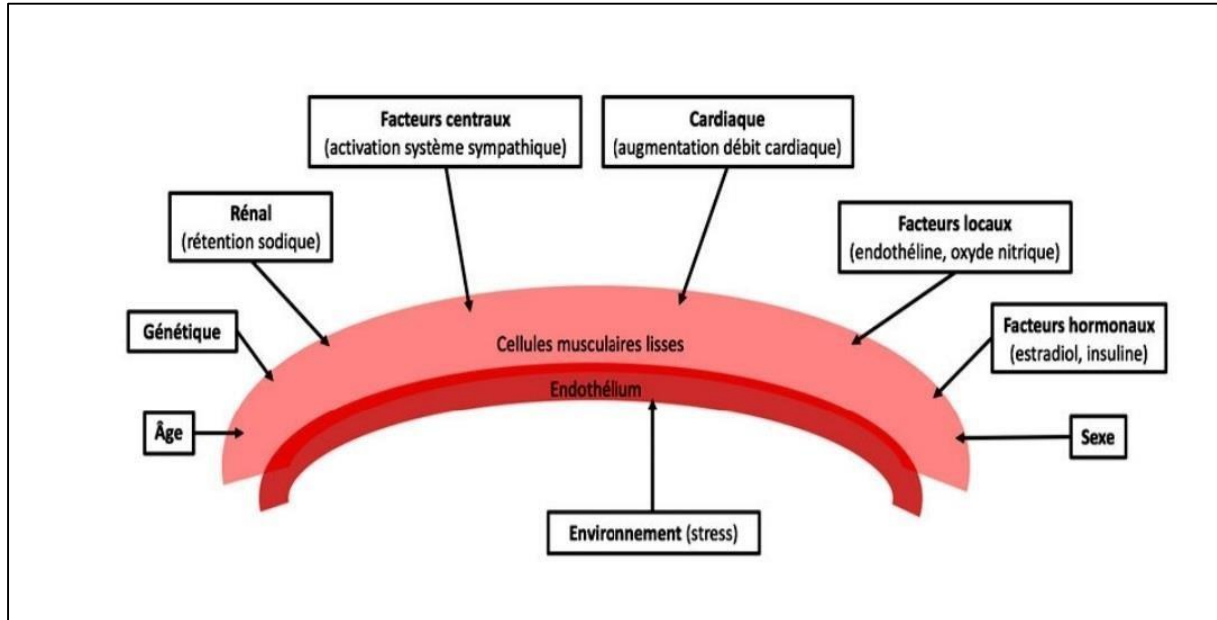 Facteurs centraux
(activation système sympathique)
Cardiaque
(augmentation débit cardiaque)
Rénal
(rétention sodique)
Facteurs locaux
(endothéline, oxyde nitrique)
Génétique
Facteurs hormonaux
(estradiol, insuline)
Cellules musculaires lisses
Endothélium
Âge
Sexe
Environnement (stress)